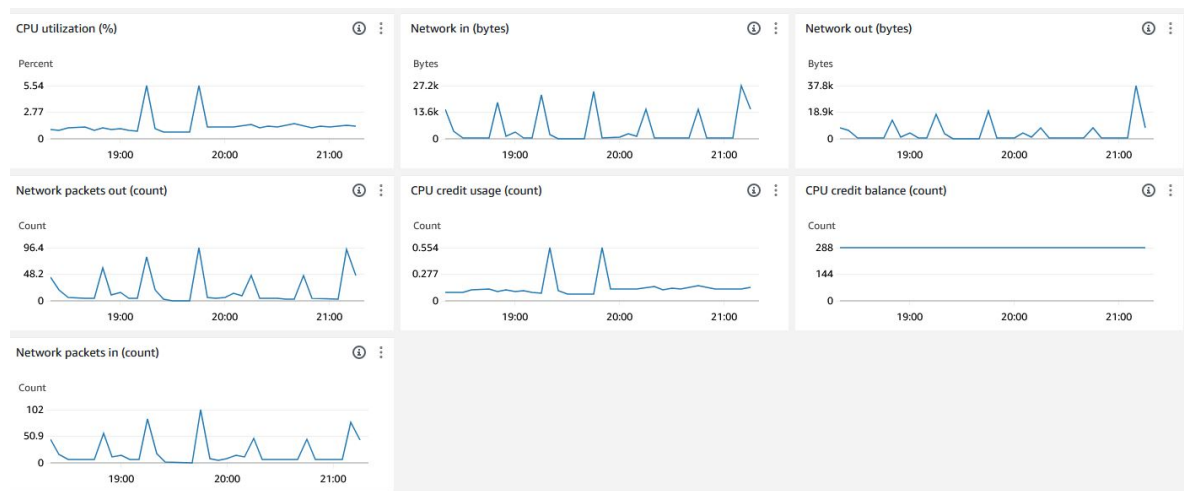 CPU utilization (%)
Percent
5.54
2.77
0
19:00 20:00 21:00
Network in (bytes)
Bytes
27.2k
13.6k
0
19:00 20:00 21:00
Network out (bytes)
Bytes
37.8k
18.9k
0
19:00 20:00 21:00
Network packets out (count)
Count
96.4
48.2
0
19:00 20:00 21:00
CPU credit usage (count)
Count
0.554
0.277
0
19:00 20:00 21:00
CPU credit balance (count)
Count
288
144
0
19:00 20:00 21:00
Network packets in (count)
Count
102
50.9
0
19:00 20:00 21:00